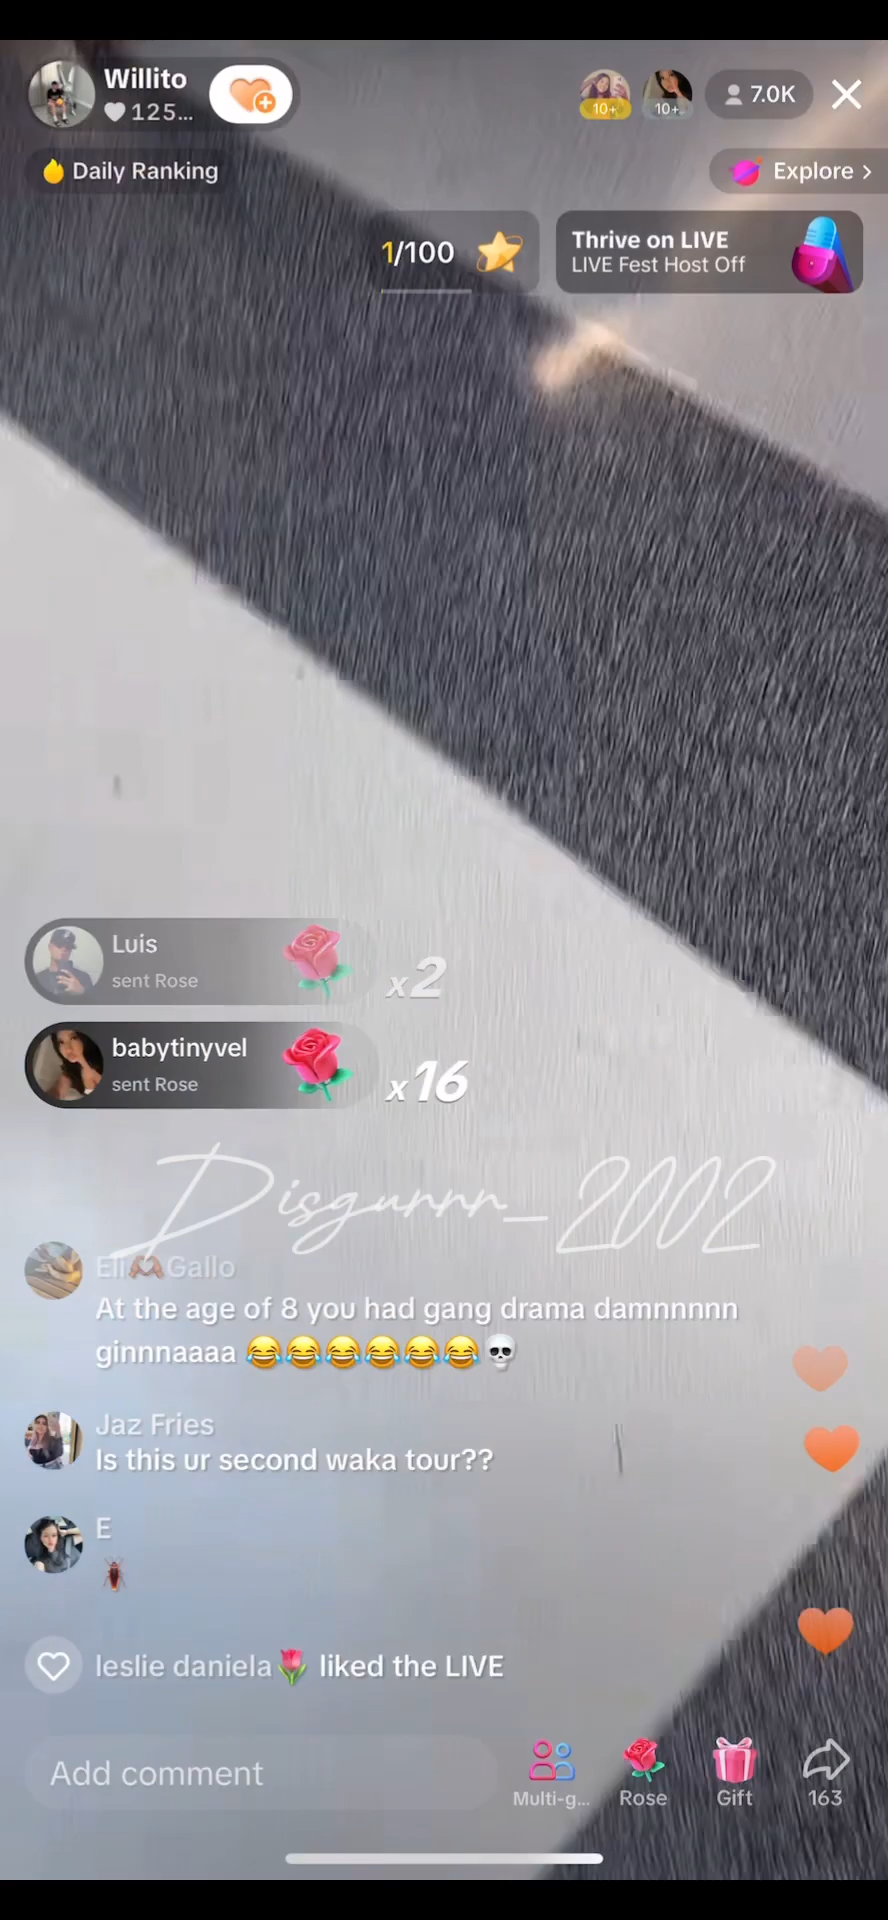 Willito
125...
10+
10+
7.0K
Daily Ranking
Explore >
1/100
Thrive on LIVE
LIVE Fest Host Off
Luis
sent Rose
x2
babytinyvel
sent Rose
x16
Disgunnn_2002
Eli🫶🏽Gallo
At the age of 8 you had gang drama damnnnnn
ginnnaaaa 😂😂😂😂😂😂💀
Jaz Fries
Is this ur second waka tour??
E
🪳
leslie daniela🌷 liked the LIVE
Add comment
Multi-g...
Rose
Gift
163